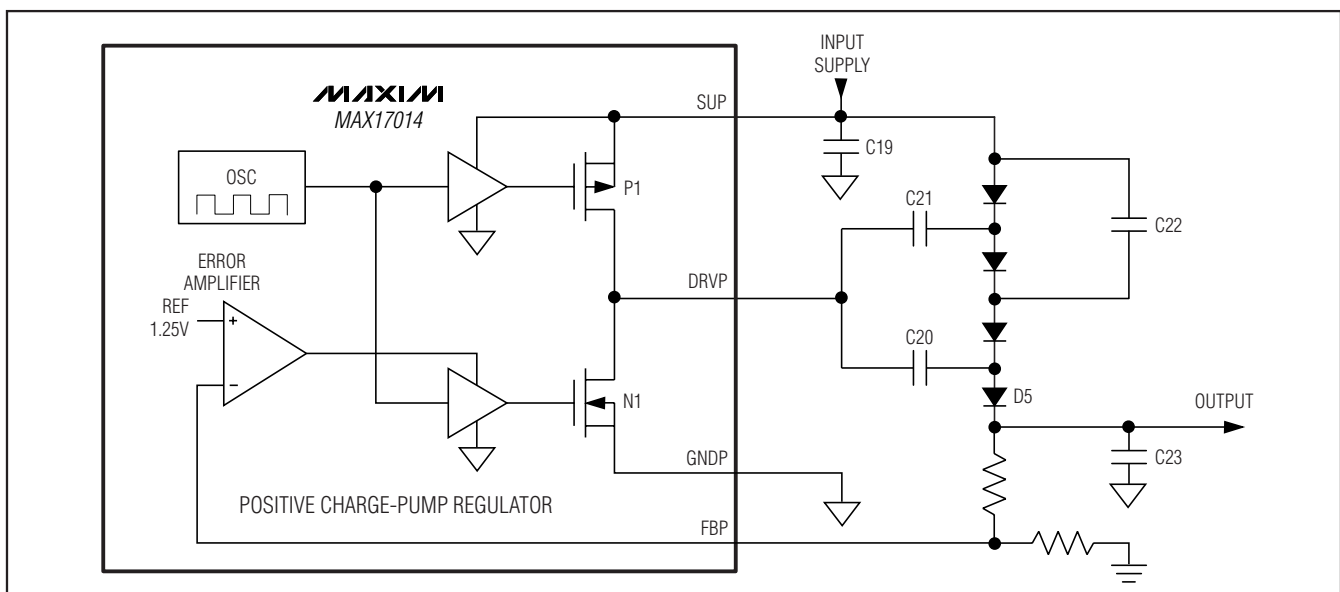 INPUT
SUPPLY
MAXIM
MAX17014
SUP
C19
OSC
P1
C21
C22
ERROR
AMPLIFIER
REF
1.25V
+
−
DRVP
C20
N1
D5
OUTPUT
GNDP
C23
POSITIVE CHARGE-PUMP REGULATOR
FBP